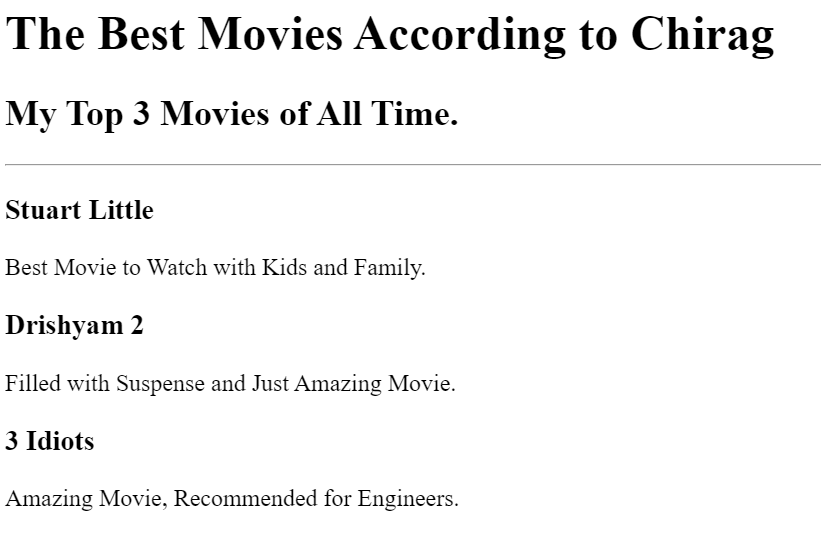 The Best Movies According to Chirag
My Top 3 Movies of All Time.
Stuart Little
Best Movie to Watch with Kids and Family.
Drishyam 2
Filled with Suspense and Just Amazing Movie.
3 Idiots
Amazing Movie, Recommended for Engineers.